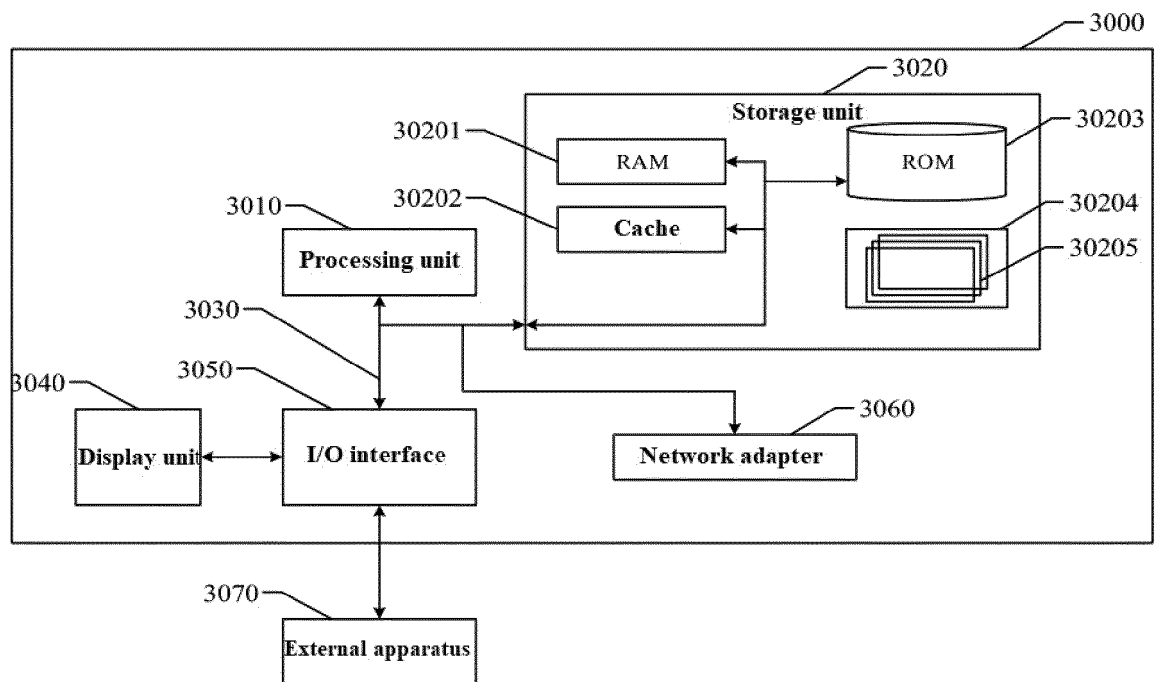 3000
3020
Storage unit
30201
RAM
30203
ROM
30202
Cache
30204
30205
3010
Processing unit
3030
3050
3040
Display unit
I/O interface
3060
Network adapter
3070
External apparatus